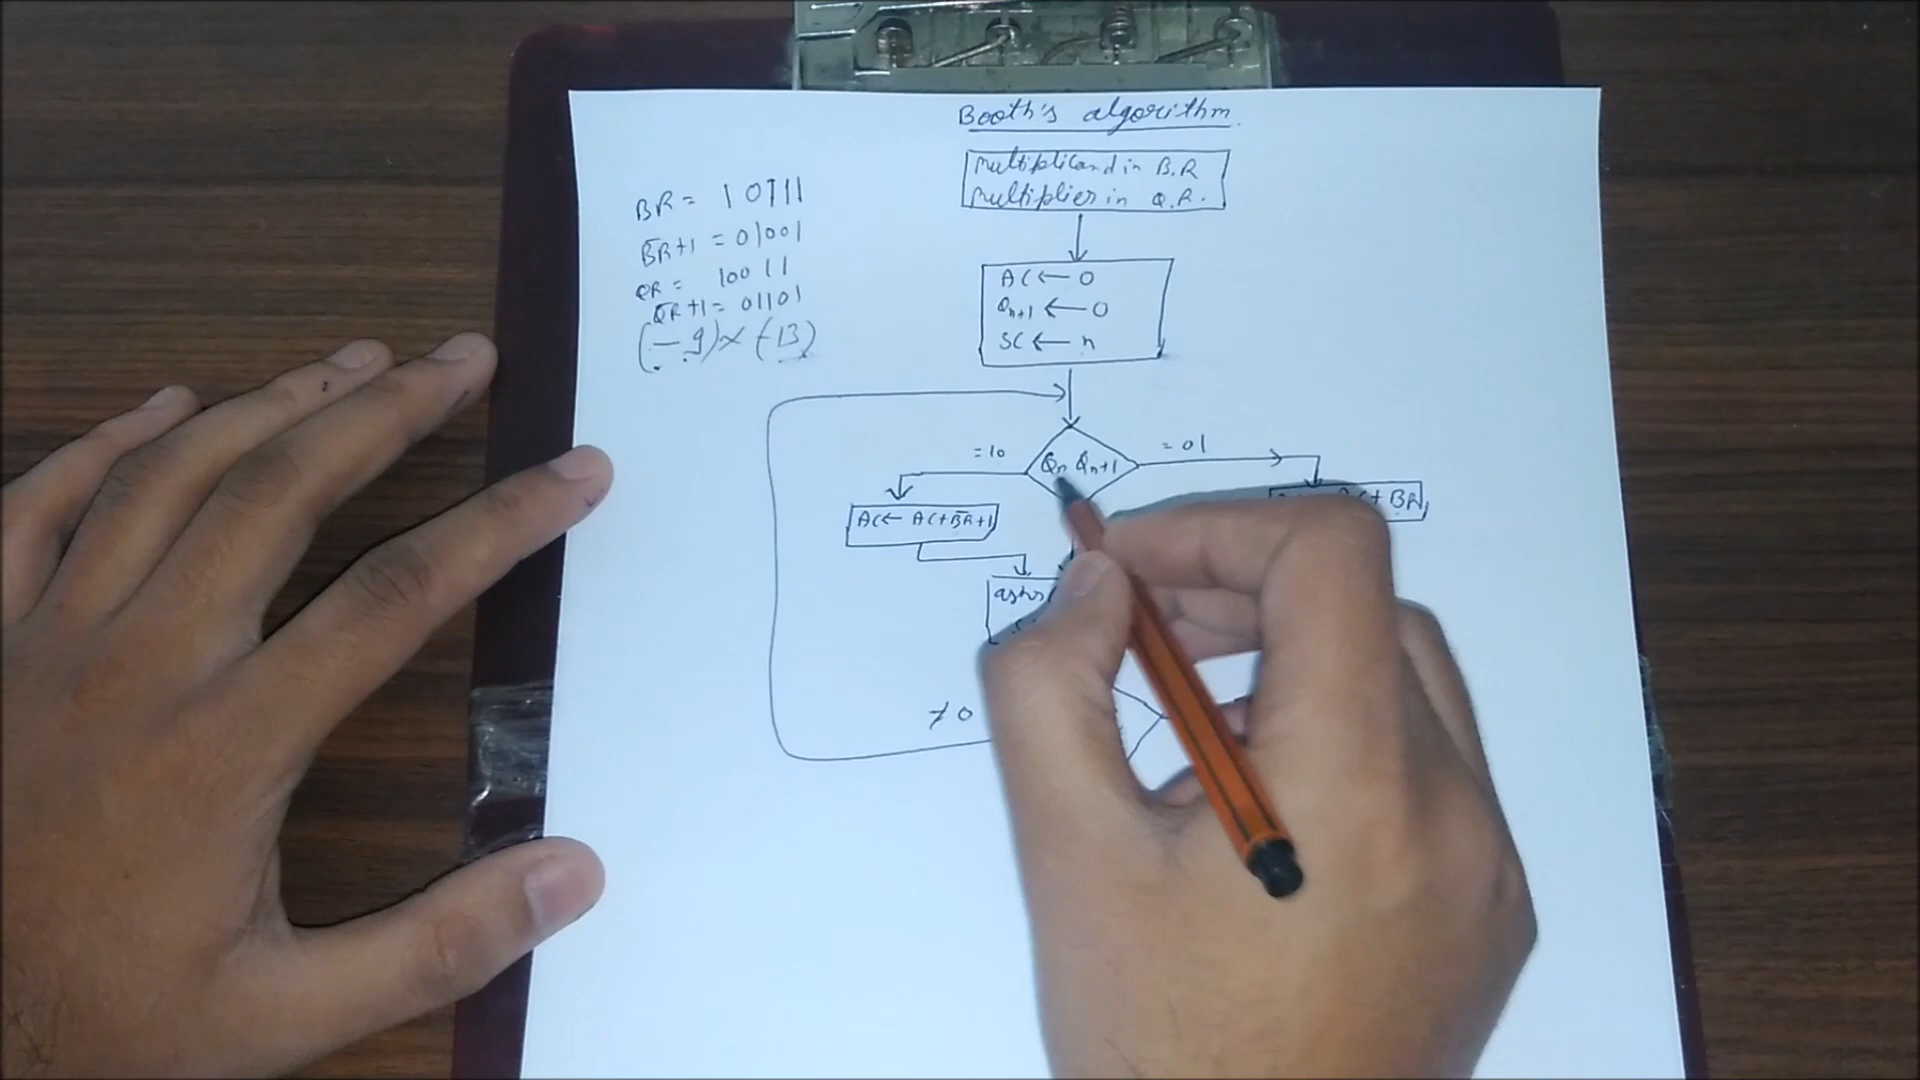 Booth's algorithm
Multiplicand in B.R
Multiplier in Q.R.
BR = 10111
B̅R̅+1 = 01001
QR = 10011
Q̅R̅+1 = 01101
(-9)×(-13)
AC ← 0
Qn+1 ← 0
SC ← n
=10
Qn Qn+1
=01
AC ← AC+B̅R̅+1
+ BR
ashr
≠0